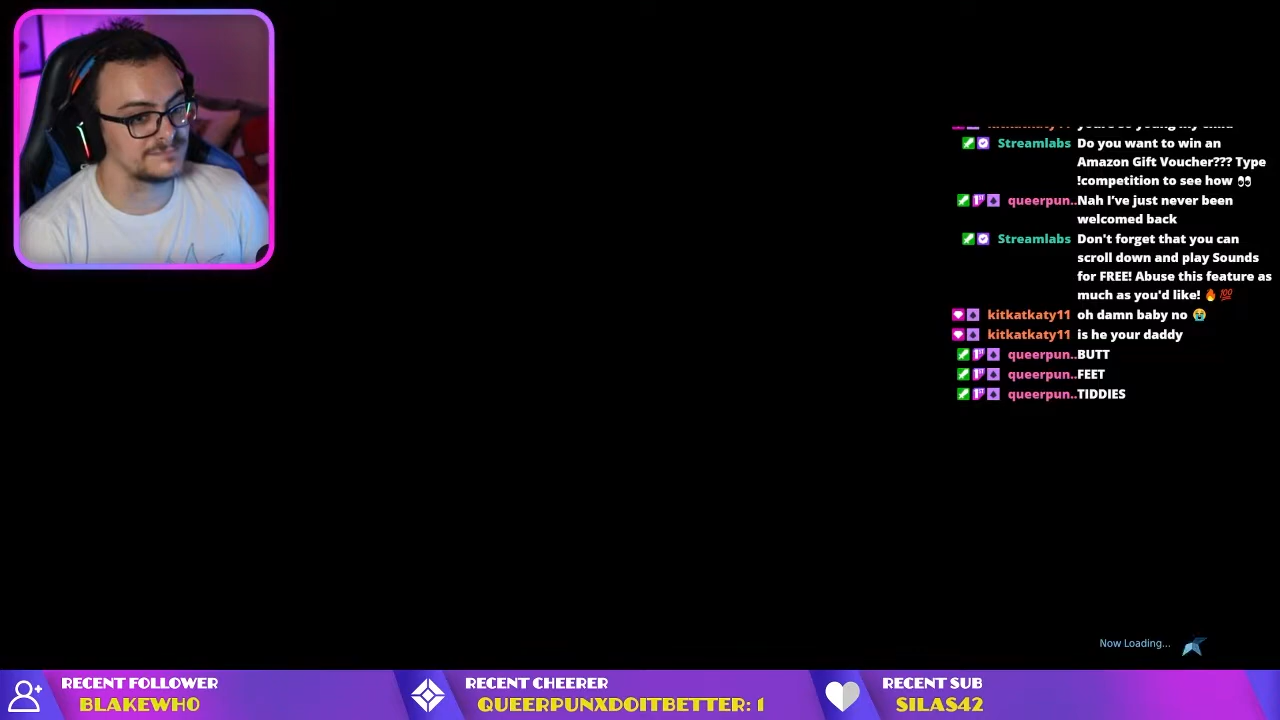 Streamlabs Do you want to win an
Amazon Gift Voucher??? Type
!competition to see how 👀
queerpun..Nah I've just never been
welcomed back
Streamlabs Don't forget that you can
scroll down and play Sounds
for FREE! Abuse this feature as
much as you'd like! 🔥💯
kitkatkaty11 oh damn baby no 😭
kitkatkaty11 is he your daddy
queerpun..BUTT
queerpun..FEET
queerpun..TIDDIES
Now Loading...
RECENT FOLLOWER
BLAKEWHO
RECENT CHEERER
QUEERPUNXDOITBETTER: 1
RECENT SUB
SILAS42